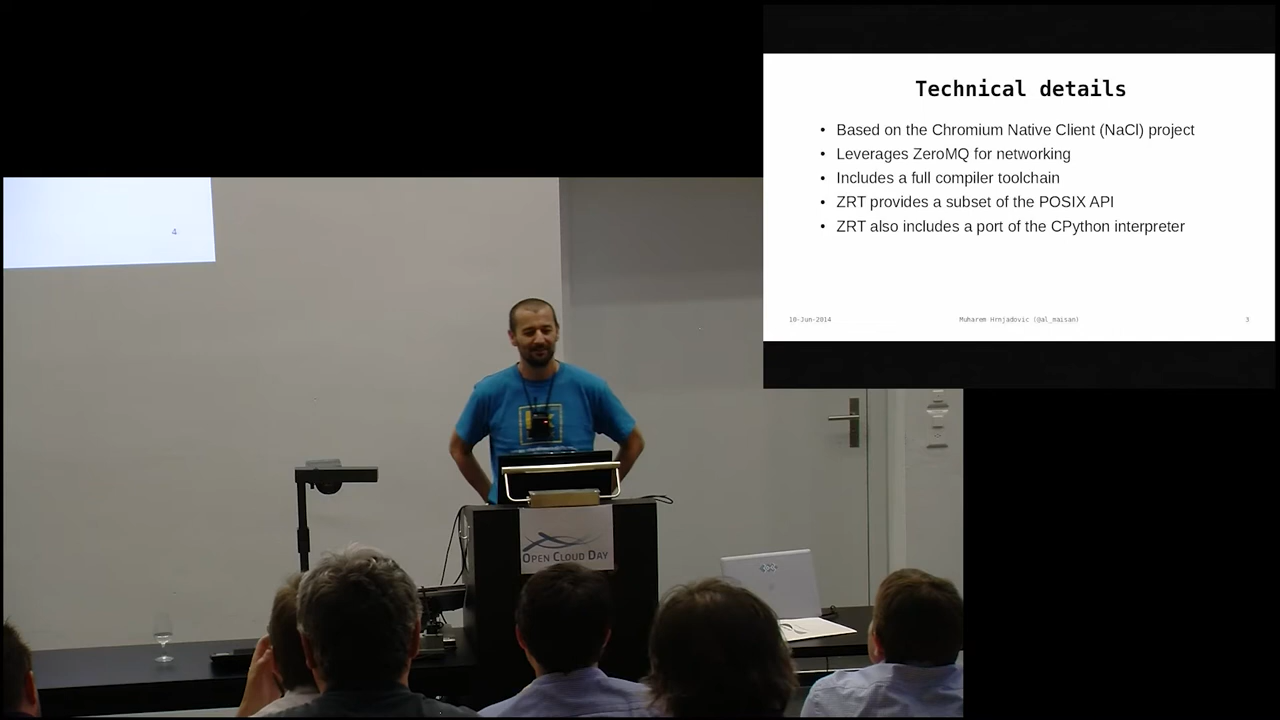 Technical details
• Based on the Chromium Native Client (NaCl) project
• Leverages ZeroMQ for networking
• Includes a full compiler toolchain
• ZRT provides a subset of the POSIX API
• ZRT also includes a port of the CPython interpreter
10-Jun-2014
Muharem Hrnjadovic (@al_maisan)
3
4
OPEN CLOUD DAY